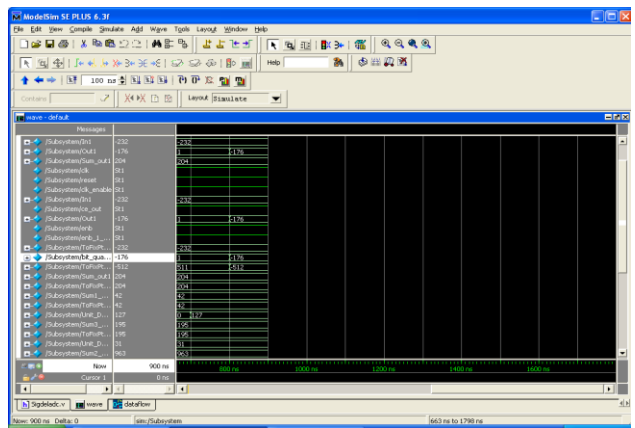 ModelSim SE PLUS 6.3f
File Edit View Compile Simulate Add Wave Tools Layout Window Help
Help
100 ns
Contains
Layout Simulate
wave - default
Messages
/Subsystem/In1 -232 -232
/Subsystem/Out1 -176 1 -176
/Subsystem/Sum_out1 204 204
/Subsystem/clk St1
/Subsystem/reset St1
/Subsystem/clk_enable St1
/Subsystem/In1 -232 -232
/Subsystem/ce_out St1
/Subsystem/Out1 -176 1 -176
/Subsystem/enb St1
/Subsystem/enb_1_... St1
/Subsystem/ToFixPt... -232 -232
/Subsystem/bit_qua... -176 1 -176
/Subsystem/ToFixPt... -512 511 -512
/Subsystem/Sum_out1 204 204
/Subsystem/ToFixPt... 204 204
/Subsystem/Sum1_... 42 42
/Subsystem/ToFixPt... 42 42
/Subsystem/Unit_D... 127 0 127
/Subsystem/Sum3_... 195 195
/Subsystem/ToFixPt... 195 195
/Subsystem/Unit_D... 31 31
/Subsystem/Sum2_... 963 963
Now 900 ns 800 ns 1000 ns 1200 ns 1400 ns 1600 ns
Cursor 1 0 ns
Sigdeladc.v wave dataflow
Now: 900 ns Delta: 0 sim:/Subsystem 663 ns to 1798 ns